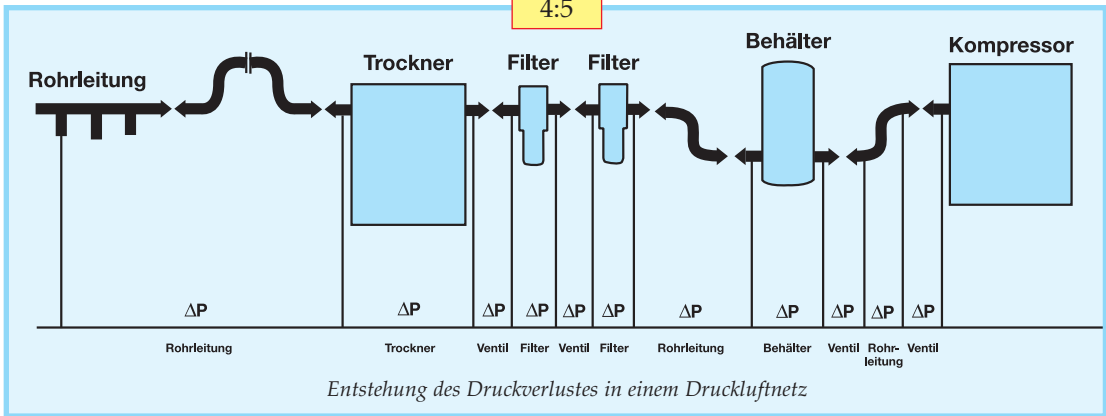 4:5
Rohrleitung
Trockner
Filter
Filter
Behälter
Kompressor
ΔP ΔP ΔP ΔP ΔP ΔP ΔP ΔP ΔP ΔP ΔP
Rohrleitung Trockner Ventil Filter Ventil Filter Rohrleitung Behälter Ventil Rohr-
leitung Ventil
Entstehung des Druckverlustes in einem Druckluftnetz